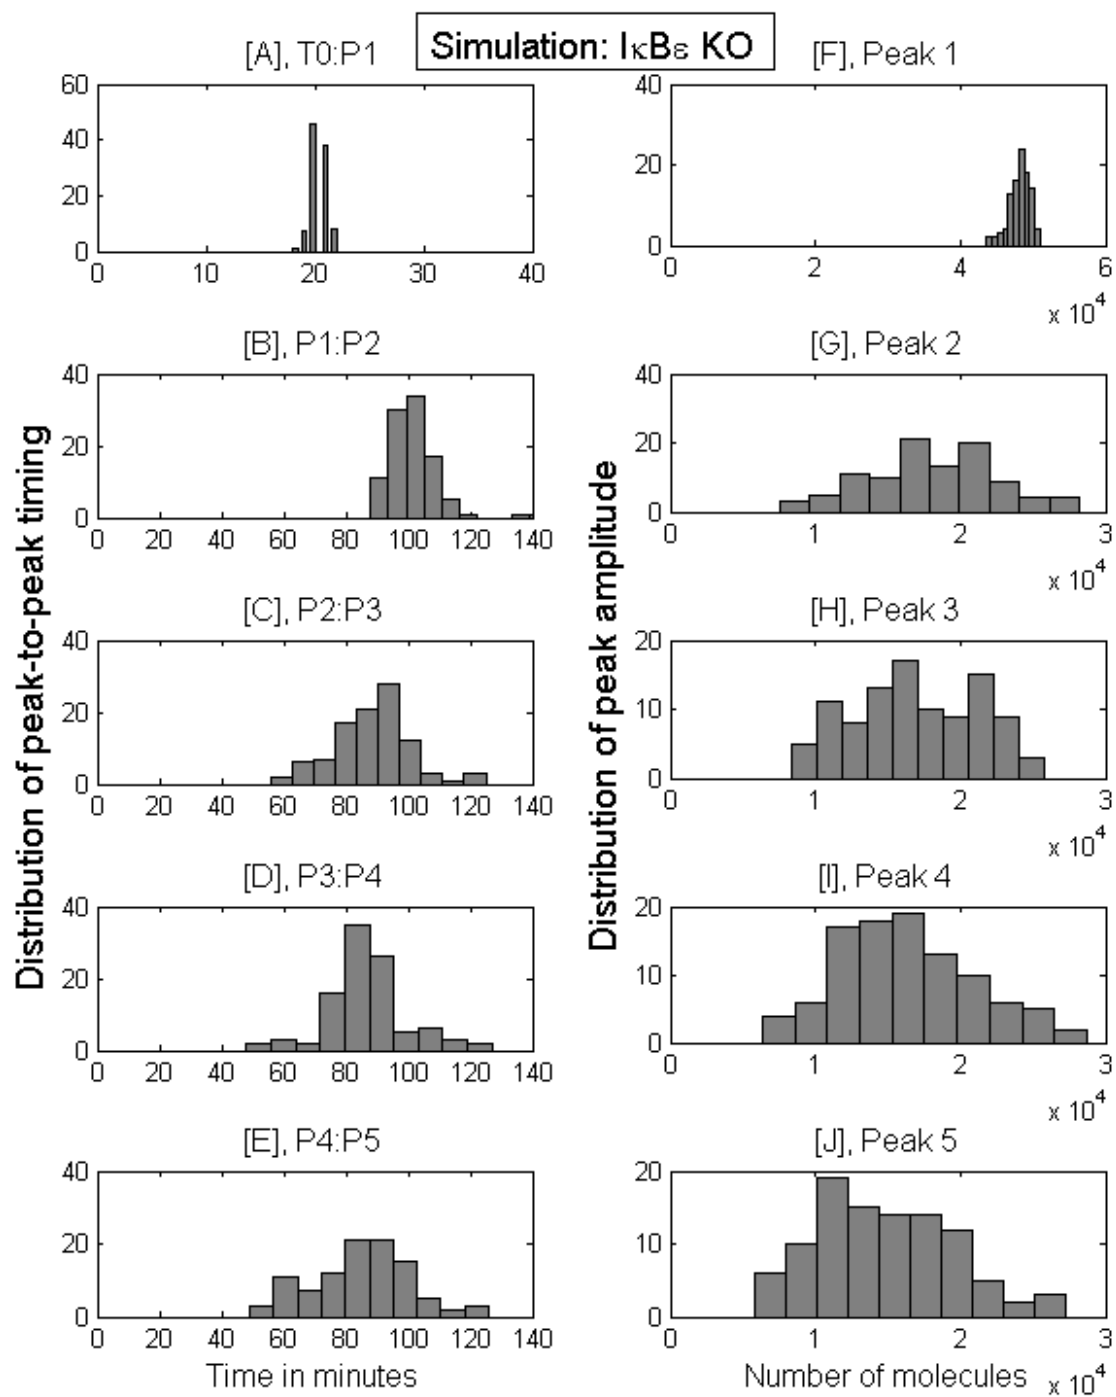 Simulation: IκBε KO
[A], T0:P1
60
40
20
0
0 10 20 30 40
[F], Peak 1
40
20
0
0 2 4 6
x 10^4
[B], P1:P2
40
20
0
0 20 40 60 80 100 120 140
[G], Peak 2
40
20
0
0 1 2 3
x 10^4
[C], P2:P3
40
20
0
0 20 40 60 80 100 120 140
[H], Peak 3
20
10
0
0 1 2 3
x 10^4
[D], P3:P4
40
20
0
0 20 40 60 80 100 120 140
[I], Peak 4
20
10
0
0 1 2 3
x 10^4
[E], P4:P5
40
20
0
0 20 40 60 80 100 120 140
Time in minutes
[J], Peak 5
20
10
0
0 1 2 3
Number of molecules x 10^4
Distribution of peak-to-peak timing
Distribution of peak amplitude